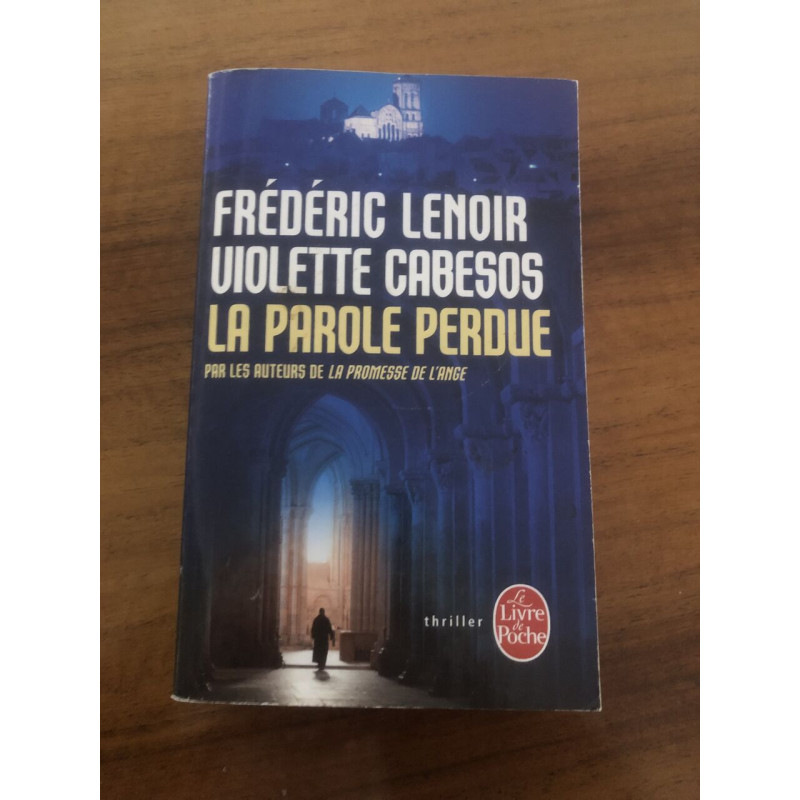 FRÉDÉRIC LENOIR
VIOLETTE CABESOS
LA PAROLE PERDUE
PAR LES AUTEURS DE LA PROMESSE DE L'ANGE
thriller
Le
Livre
de
Poche